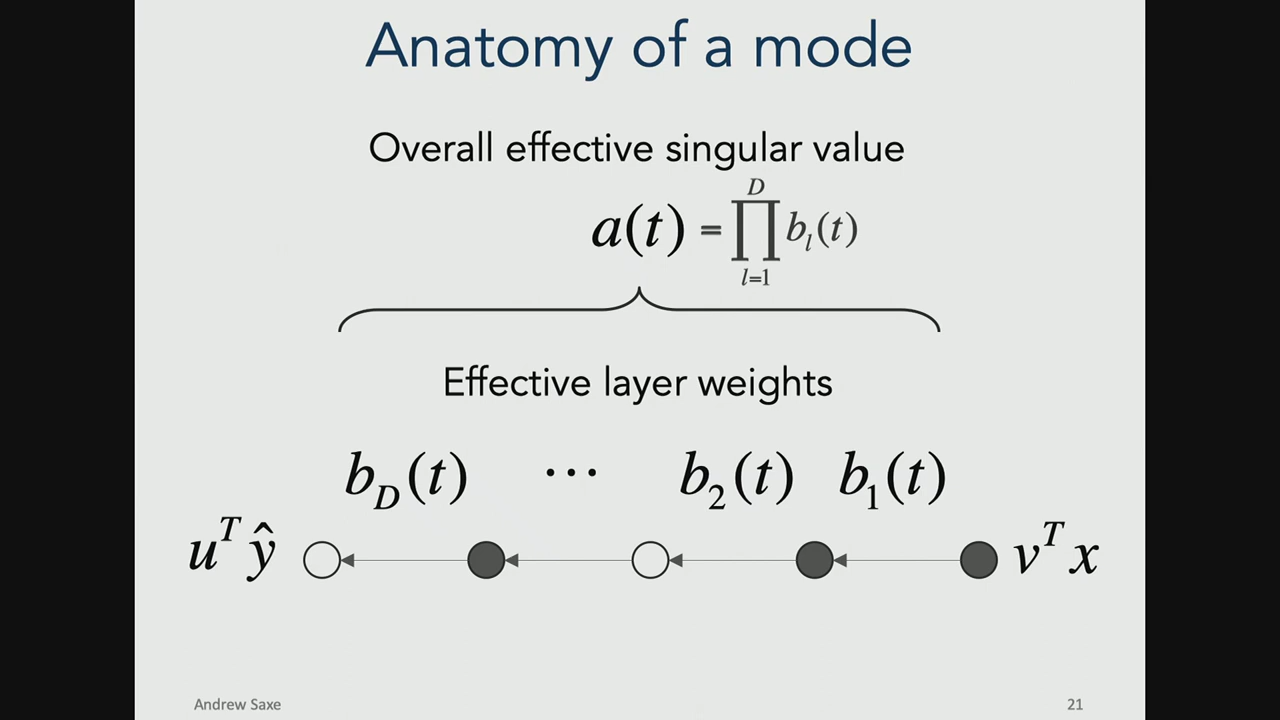 Anatomy of a mode
Overall effective singular value
a(t) = ∏_{l=1}^{D} b_l(t)
Effective layer weights
b_D(t) ⋯ b_2(t) b_1(t)
u^T ŷ v^T x
Andrew Saxe 21